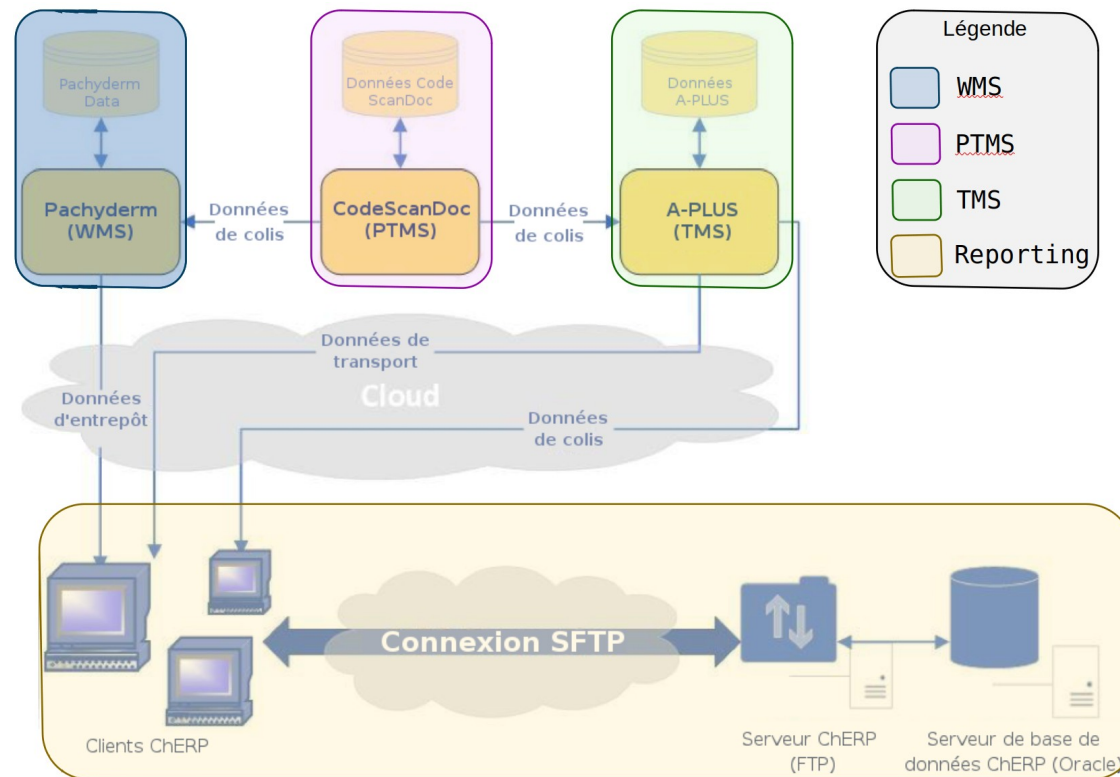 Légende
WMS
PTMS
TMS
Reporting
Pachyderm
Data
Données Code
ScanDoc
Données
A-PLUS
Pachyderm
(WMS)
Données
de colis
CodeScanDoc
(PTMS)
Données
de colis
A-PLUS
(TMS)
Données de
transport
Cloud
Données
d'entrepôt
Données
de colis
Connexion SFTP
Clients ChERP
Serveur ChERP
(FTP)
Serveur de base de
données ChERP (Oracle